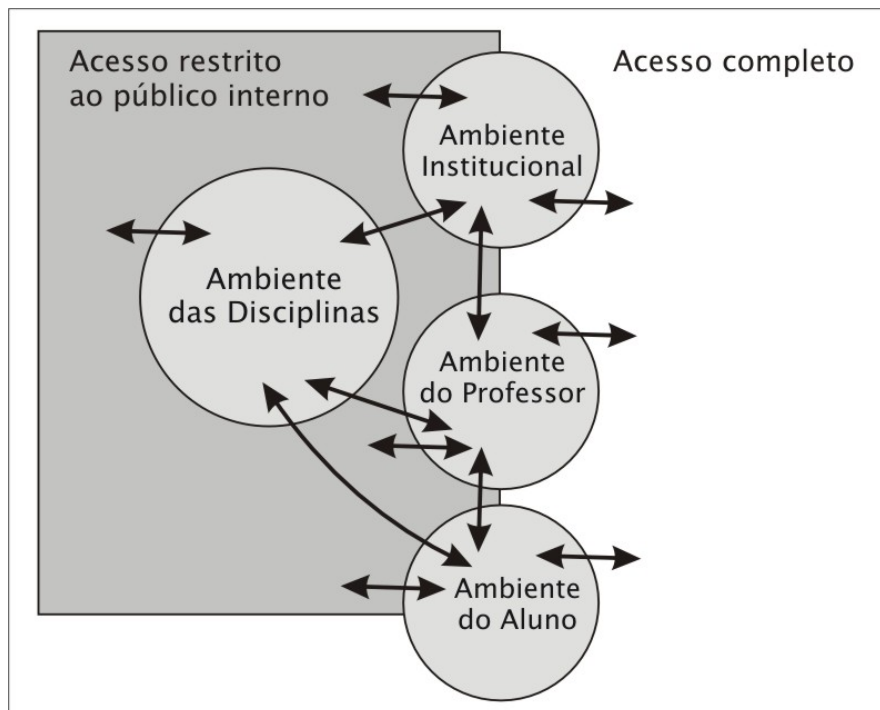 Acesso restrito
ao público interno
Acesso completo
Ambiente
Institucional
Ambiente
das Disciplinas
Ambiente
do Professor
Ambiente
do Aluno